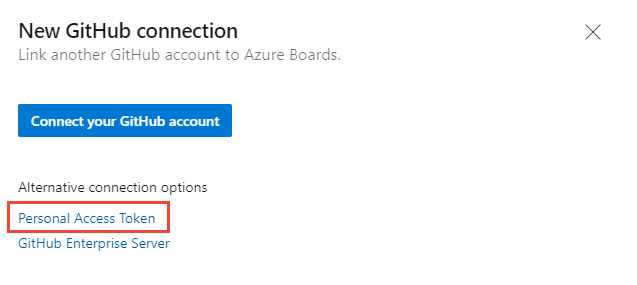 New GitHub connection
Link another GitHub account to Azure Boards.
Connect your GitHub account
Alternative connection options
Personal Access Token
GitHub Enterprise Server